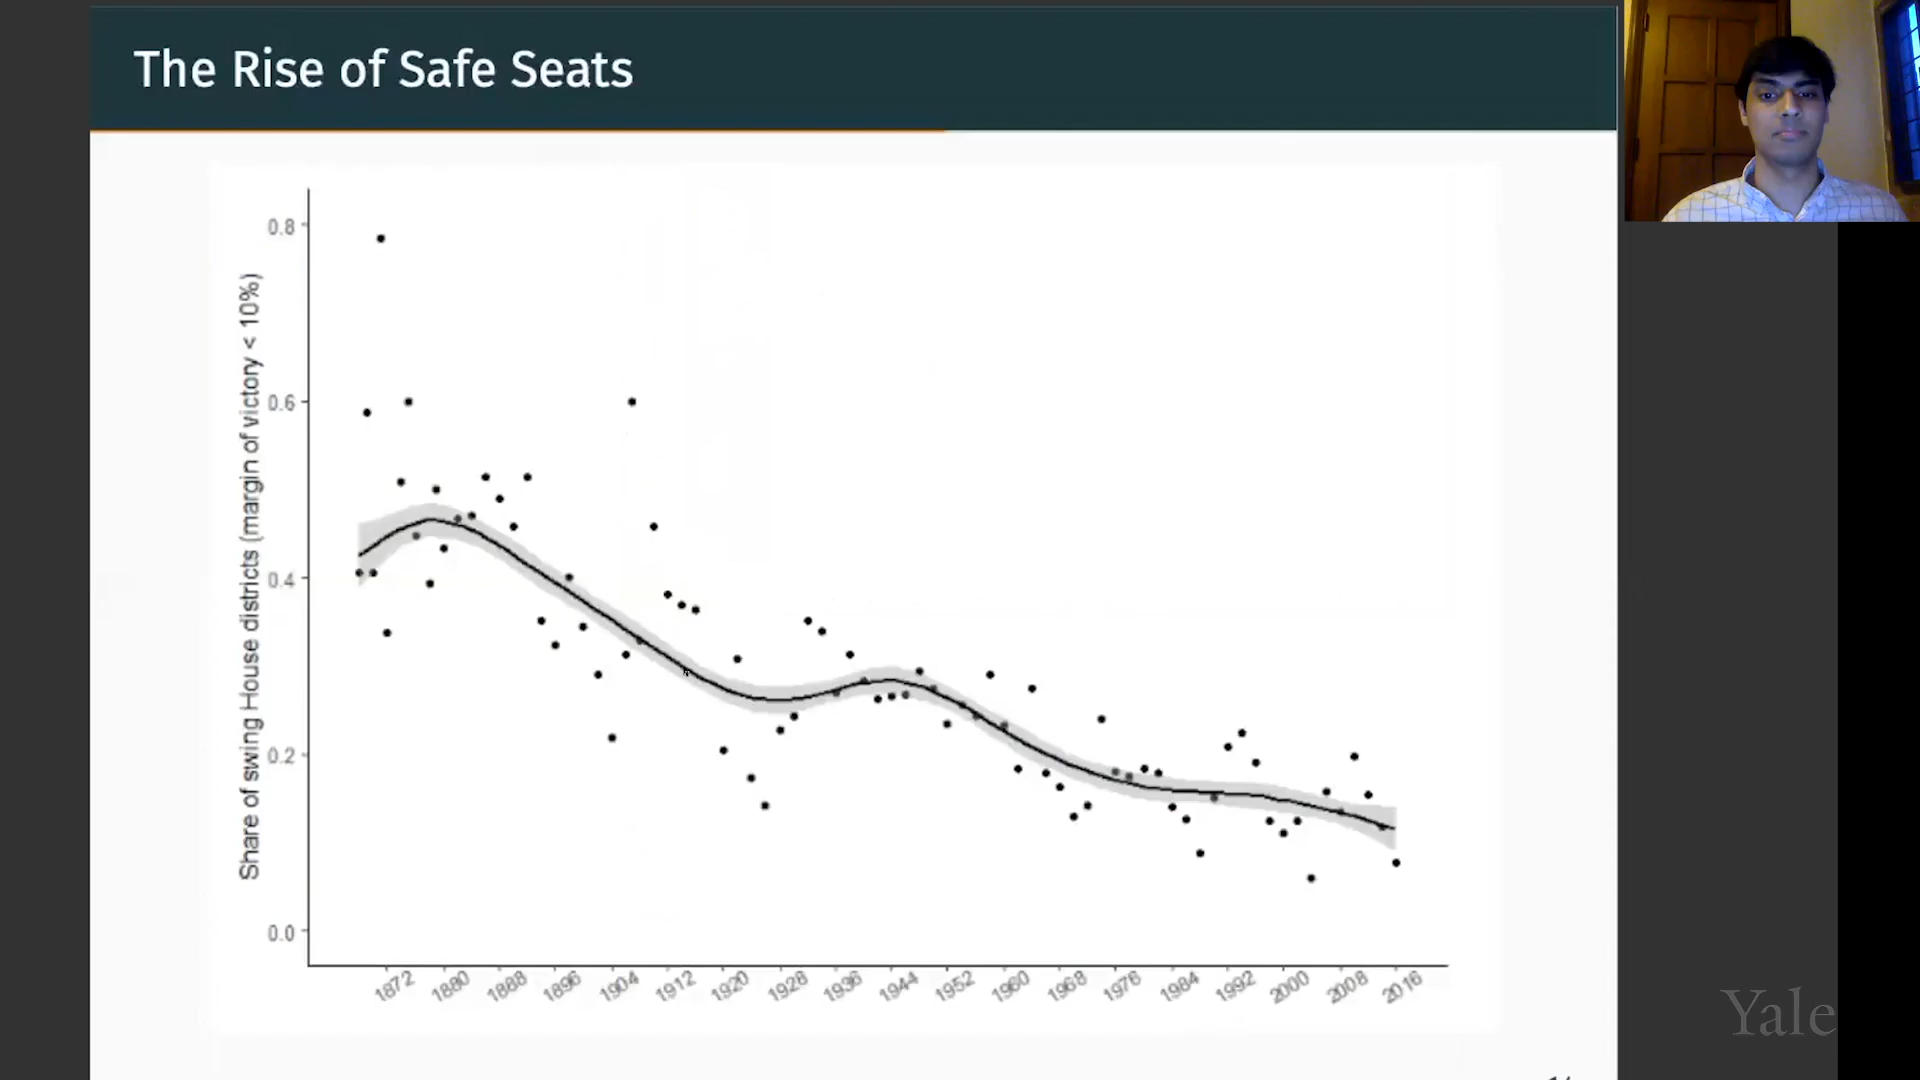 The Rise of Safe Seats
Share of swing House districts (margin of victory < 10%)
0.8
0.6
0.4
0.2
0.0
1872 1880 1888 1896 1904 1912 1920 1928 1936 1944 1952 1960 1968 1976 1984 1992 2000 2008 2016
Yale